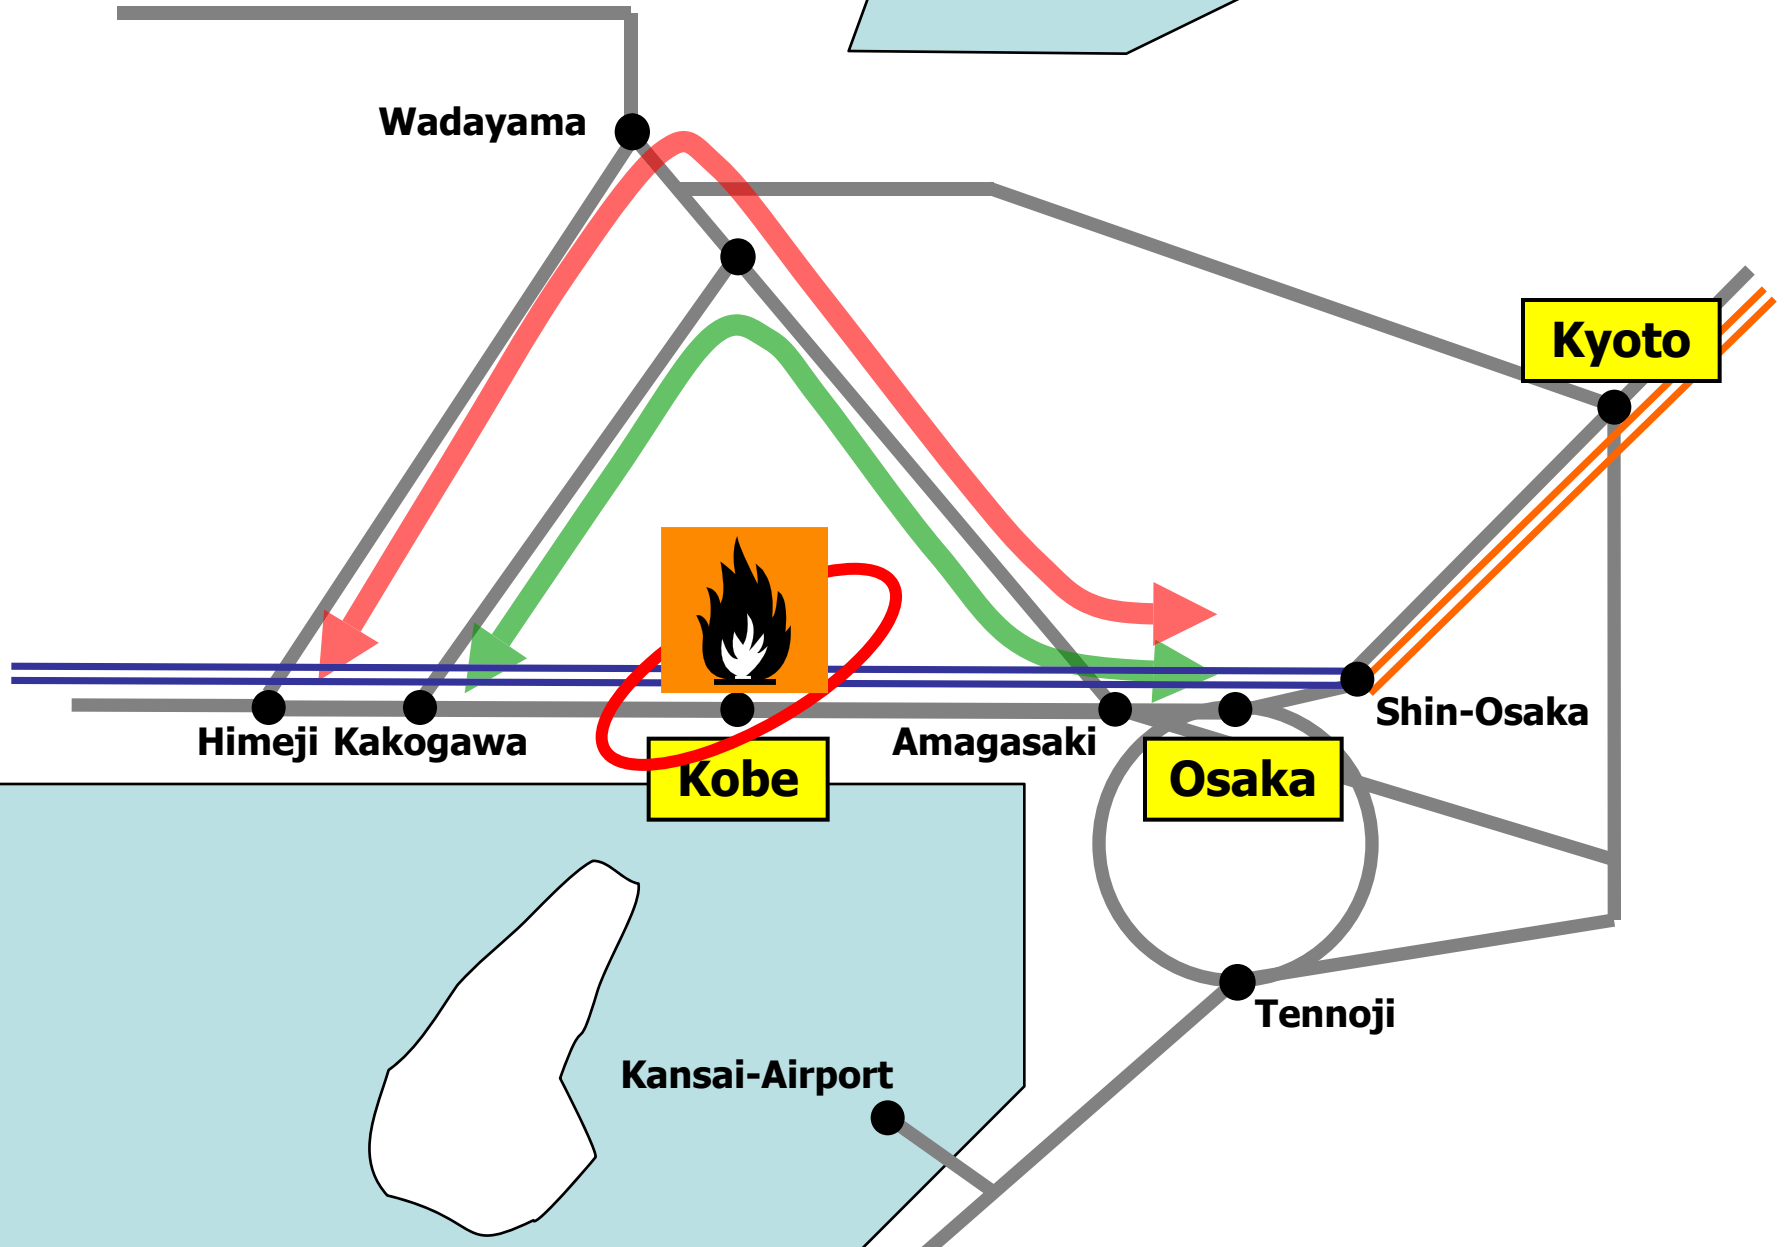 Wadayama
Kyoto
Shin-Osaka
Himeji
Kakogawa
Amagasaki
Kobe
Osaka
Tennoji
Kansai-Airport